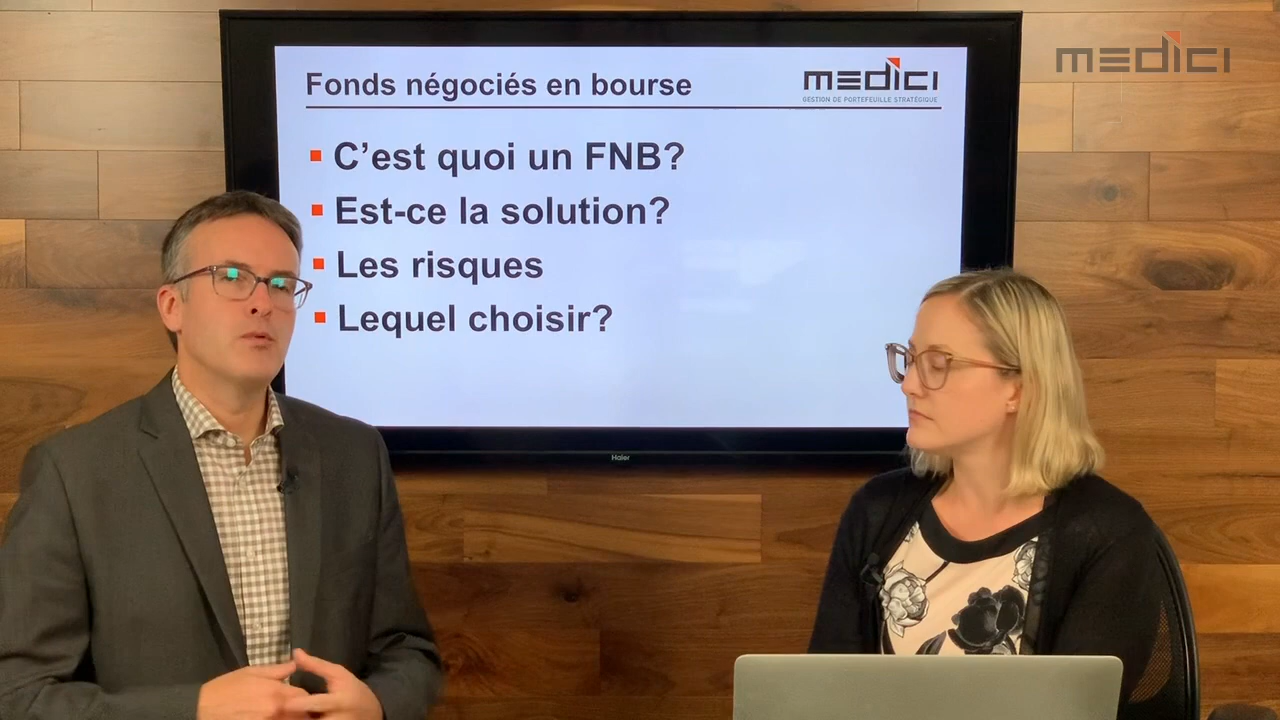 MEDICI
Fonds négociés en bourse
MEDICI
GESTION DE PORTEFEUILLE STRATÉGIQUE
C’est quoi un FNB?
Est-ce la solution?
Les risques
Lequel choisir?
Haier